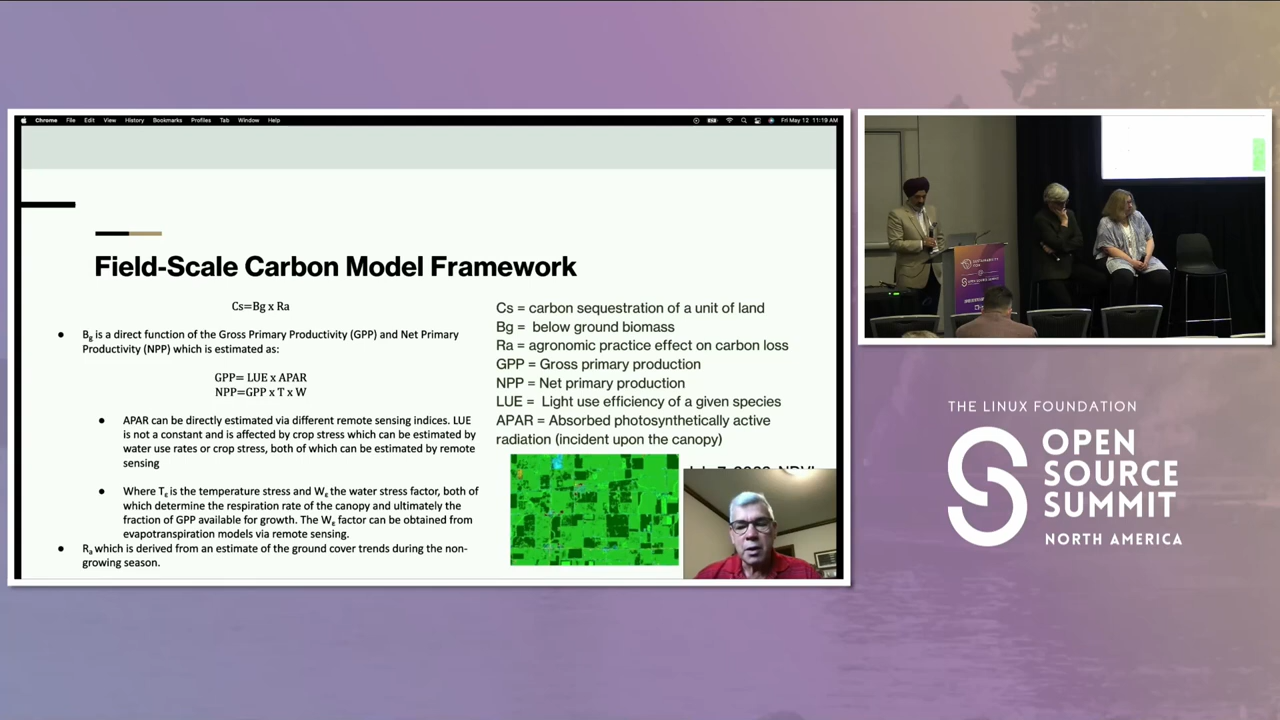 Chrome File Edit View History Bookmarks Profiles Tab Window Help
Fri May 12 11:19 AM
Field-Scale Carbon Model Framework
Cs=Bg x Ra
● Bg is a direct function of the Gross Primary Productivity (GPP) and Net Primary
Productivity (NPP) which is estimated as:
GPP= LUE x APAR
NPP=GPP x T x W
● APAR can be directly estimated via different remote sensing indices. LUE
is not a constant and is affected by crop stress which can be estimated by
water use rates or crop stress, both of which can be estimated by remote
sensing
● Where Tε is the temperature stress and Wε the water stress factor, both of
which determine the respiration rate of the canopy and ultimately the
fraction of GPP available for growth. The Wε factor can be obtained from
evapotranspiration models via remote sensing.
● Ra which is derived from an estimate of the ground cover trends during the non-
growing season.
Cs = carbon sequestration of a unit of land
Bg = below ground biomass
Ra = agronomic practice effect on carbon loss
GPP = Gross primary production
NPP = Net primary production
LUE = Light use efficiency of a given species
APAR = Absorbed photosynthetically active
radiation (incident upon the canopy)
SUSTAINABILITY
OPEN SOURCE SUMMIT
THE LINUX FOUNDATION
OPEN
SOURCE
SUMMIT
NORTH AMERICA